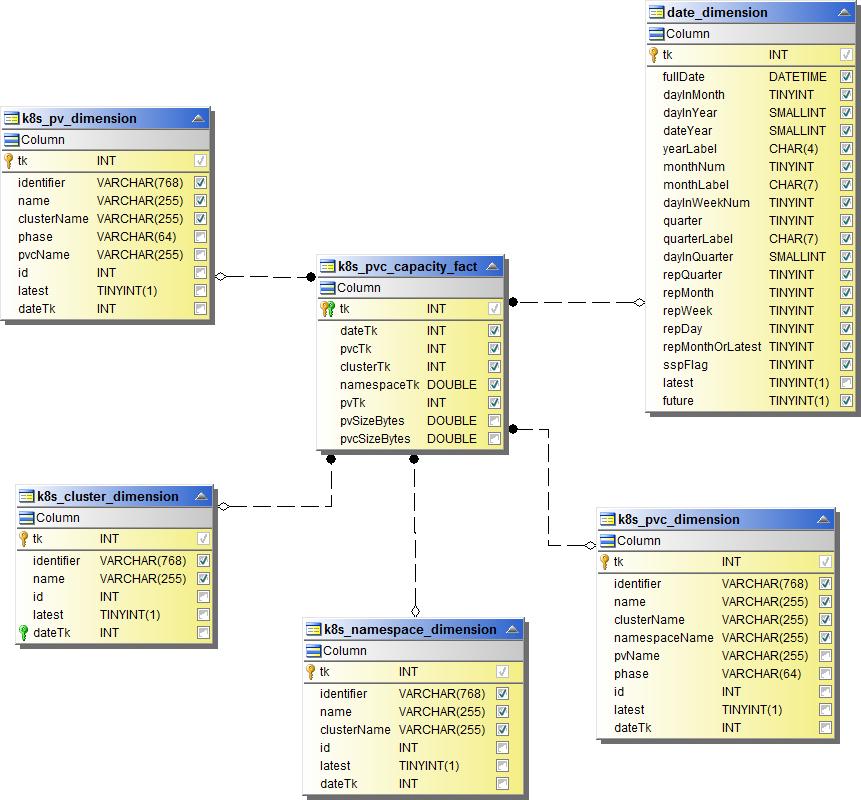 date_dimension
Column
tk INT
fullDate DATETIME
dayInMonth TINYINT
dayInYear SMALLINT
dateYear SMALLINT
yearLabel CHAR(4)
monthNum TINYINT
monthLabel CHAR(7)
dayInWeekNum TINYINT
quarter TINYINT
quarterLabel CHAR(7)
dayInQuarter SMALLINT
repQuarter TINYINT
repMonth TINYINT
repWeek TINYINT
repDay TINYINT
repMonthOrLatest TINYINT
sspFlag TINYINT
latest TINYINT(1)
future TINYINT(1)
k8s_pv_dimension
Column
tk INT
identifier VARCHAR(768)
name VARCHAR(255)
clusterName VARCHAR(255)
phase VARCHAR(64)
pvcName VARCHAR(255)
id INT
latest TINYINT(1)
dateTk INT
k8s_pvc_capacity_fact
Column
tk INT
dateTk INT
pvcTk INT
clusterTk INT
namespaceTk DOUBLE
pvTk INT
pvSizeBytes DOUBLE
pvcSizeBytes DOUBLE
k8s_cluster_dimension
Column
tk INT
identifier VARCHAR(768)
name VARCHAR(255)
id INT
latest TINYINT(1)
dateTk INT
k8s_pvc_dimension
Column
tk INT
identifier VARCHAR(768)
name VARCHAR(255)
clusterName VARCHAR(255)
namespaceName VARCHAR(255)
pvName VARCHAR(255)
phase VARCHAR(64)
id INT
latest TINYINT(1)
dateTk INT
k8s_namespace_dimension
Column
tk INT
identifier VARCHAR(768)
name VARCHAR(255)
clusterName VARCHAR(255)
id INT
latest TINYINT(1)
dateTk INT